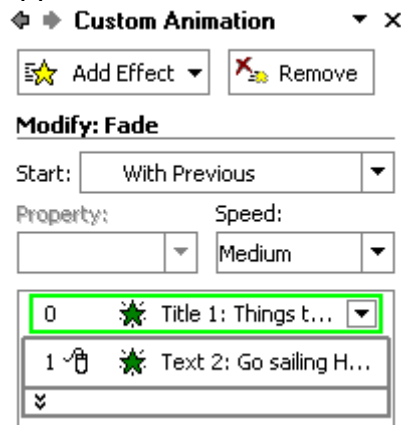 Custom Animation
Add Effect Remove
Modify: Fade
Start: With Previous
Property: Speed:
Medium
0 Title 1: Things t...
1 Text 2: Go sailing H...